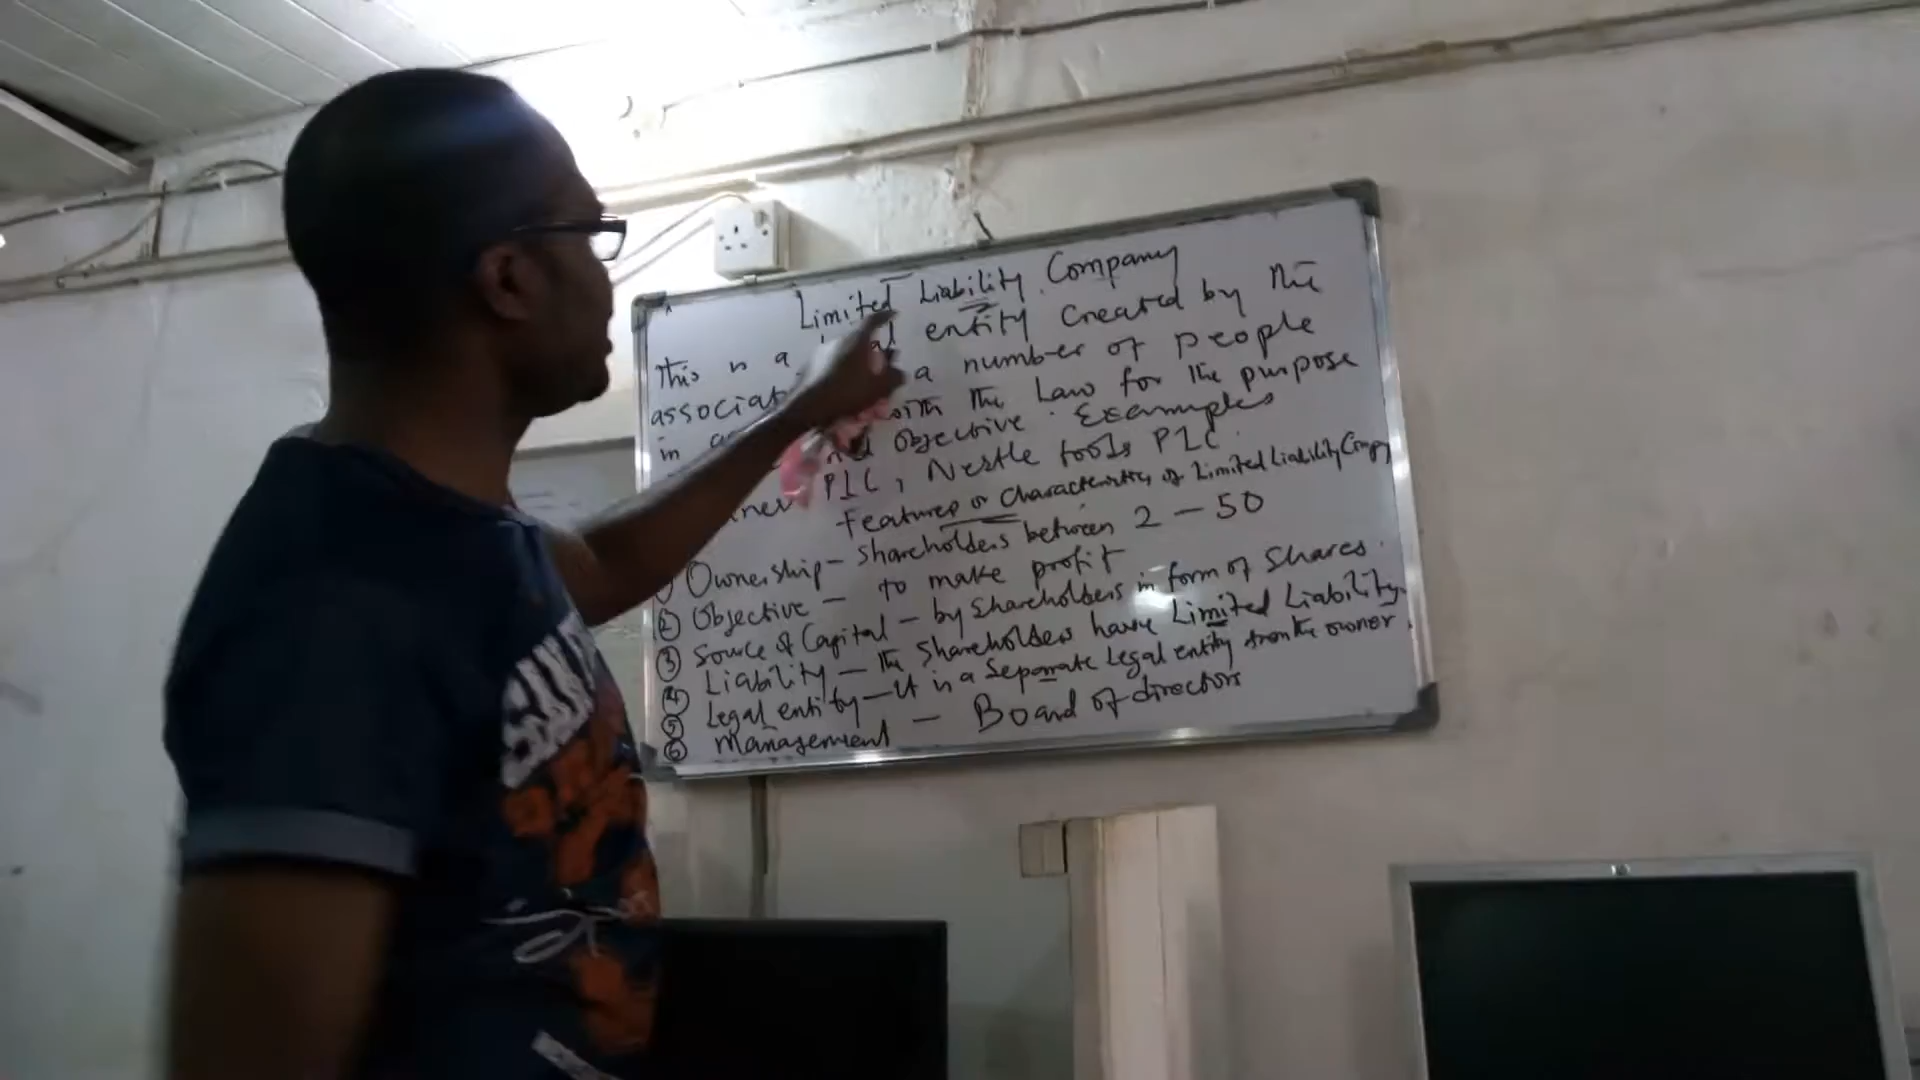 Limited Liability Company
This is a legal entity created by the
associat a number of people
in with the Law for the purpose
objective. Examples
PLC, Nestle foods PLC.
Features or Characteristics of Limited Liability Compy
Ownership - Shareholders between 2 - 50
② Objective - to make profit
③ Source of Capital - by Shareholders in form of Shares.
④ Liability - the Shareholders have Limited Liability.
⑤ Legal entity - it is a Separate Legal entity from the owner.
⑥ Management - Board of directors